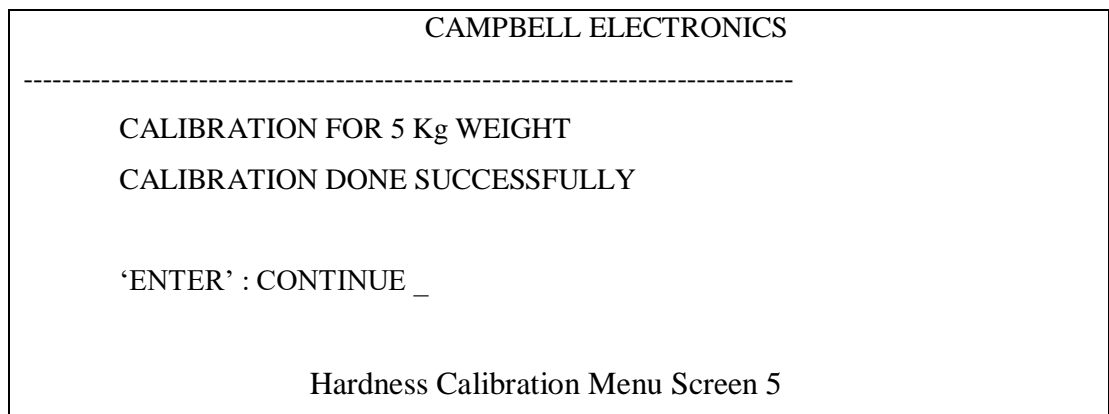 CAMPBELL ELECTRONICS
-------------------------------------------------------------------------------
CALIBRATION FOR 5 Kg WEIGHT
CALIBRATION DONE SUCCESSFULLY
‘ENTER’ : CONTINUE _
Hardness Calibration Menu Screen 5